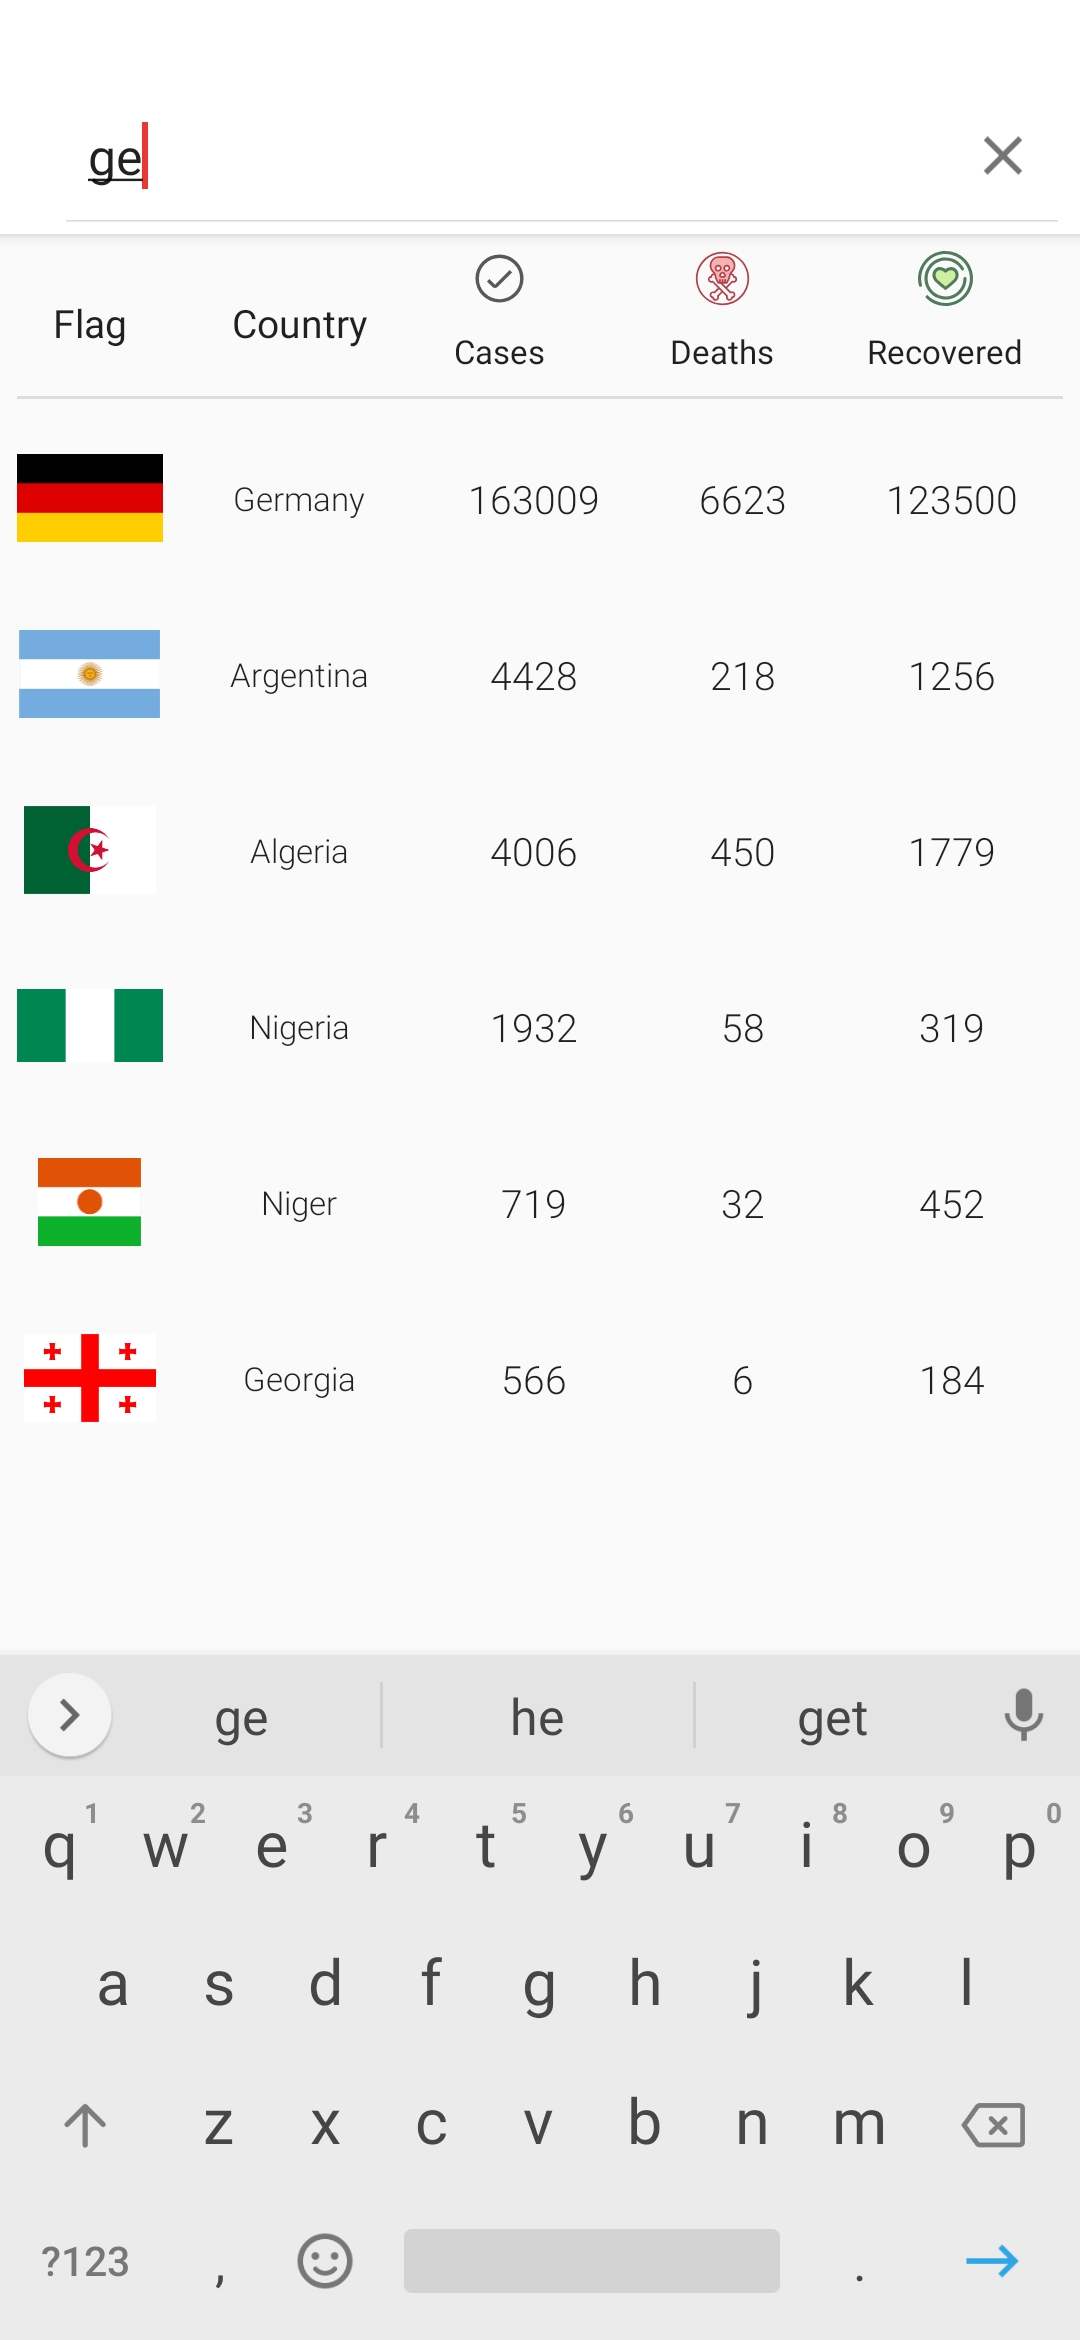 ge
Flag Country Cases Deaths Recovered
Germany 163009 6623 123500
Argentina 4428 218 1256
Algeria 4006 450 1779
Nigeria 1932 58 319
Niger 719 32 452
Georgia 566 6 184
ge he get
1 2 3 4 5 6 7 8 9 0
q w e r t y u i o p
a s d f g h j k l
z x c v b n m
?123 , .